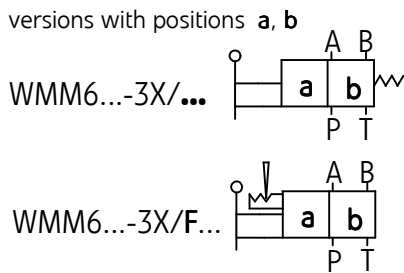 versions with positions a, b
A B
WMM6...-3X/...
a b
P T
A B
WMM6...-3X/F...
a b
P T